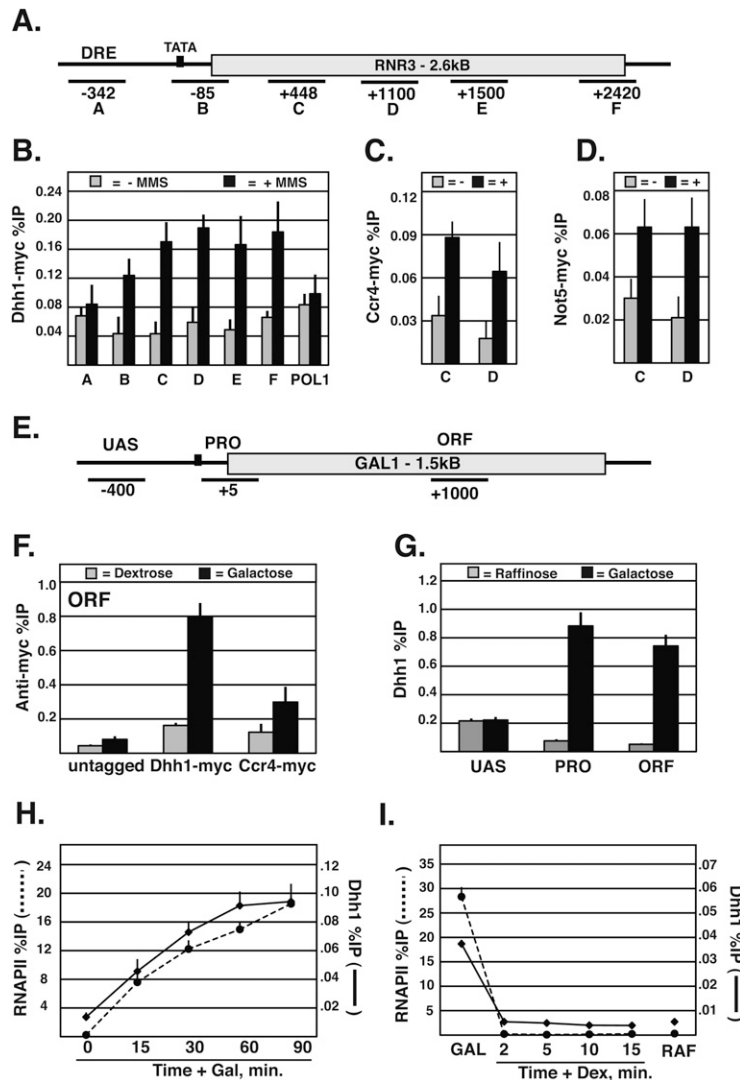 A.
DRE
TATA
RNR3 - 2.6kB
-342 -85 +448 +1100 +1500 +2420
A B C D E F
B.
= - MMS = + MMS
Dhh1-myc %IP
0.24
0.20
0.16
0.12
0.08
0.04
A B C D E F POL1
C.
= - = +
Ccr4-myc %IP
0.12
0.09
0.06
0.03
C D
D.
= - = +
Not5-myc %IP
0.08
0.06
0.04
0.02
C D
E.
UAS PRO ORF
GAL1 - 1.5kB
-400 +5 +1000
F.
= Dextrose = Galactose
ORF
Anti-myc %IP
1.0
0.8
0.6
0.4
0.2
untagged Dhh1-myc Ccr4-myc
G.
= Raffinose = Galactose
Dhh1 %IP
1.2
1.0
0.8
0.6
0.4
0.2
UAS PRO ORF
H.
RNAPII %IP (......)
24
20
16
12
8
4
.12
.10
.08
.06
.04
.02
Dhh1 %IP (—)
0 15 30 60 90
Time + Gal, min.
I.
RNAPII %IP (......)
35
30
25
20
15
10
5
.07
.06
.05
.04
.03
.02
.01
Dhh1 %IP (—)
GAL 2 5 10 15 RAF
Time + Dex, min.